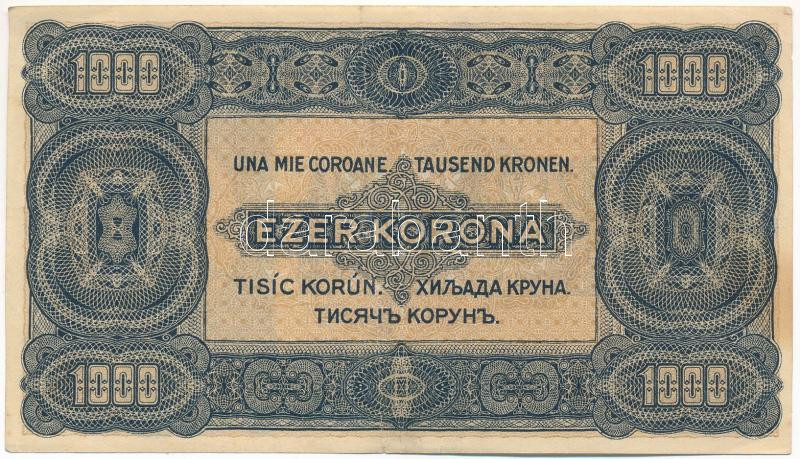 1000 1000
UNA MIE COROANE. TAUSEND KRONEN.
EZER KORONA
TISÍC KORÚN. ХИЉАДА КРУНА.
ТИСЯЧЪ КОРУНЪ.
1000 1000